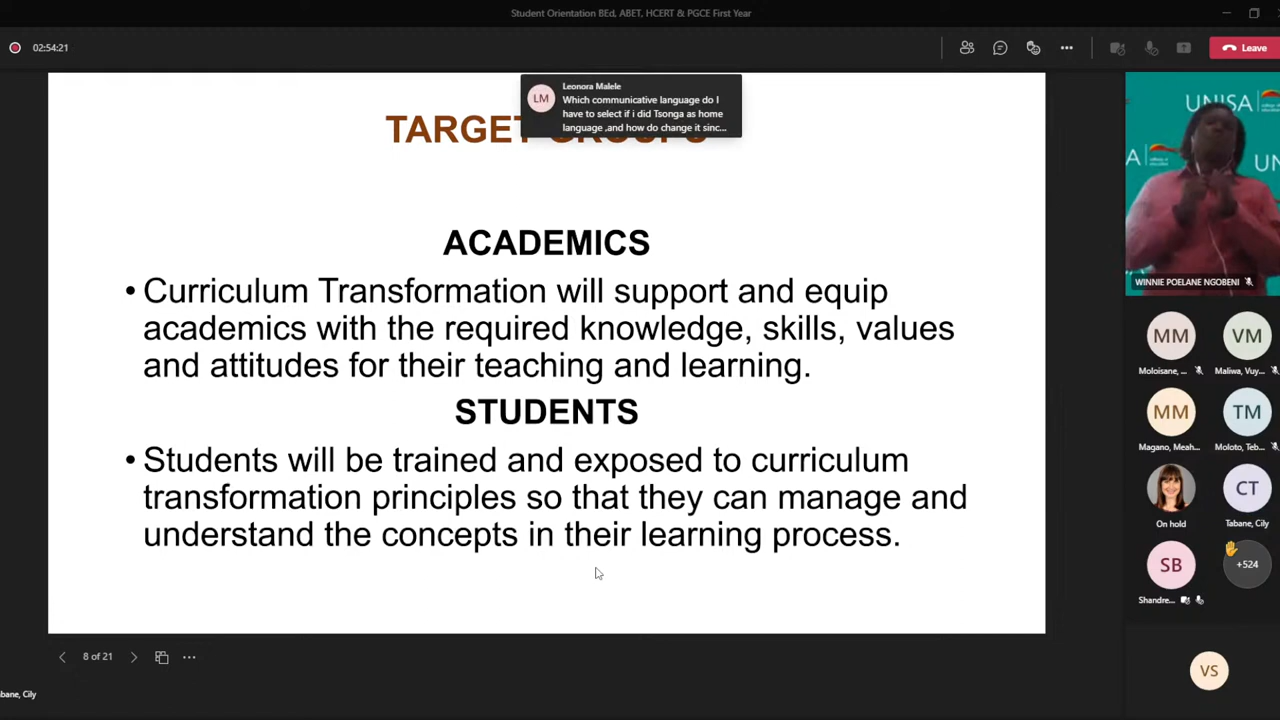 Student Orientation BEd, ABET, HCERT & PGCE First Year
02:54:21
Leave
LM
Leonora Malele
Which communicative language do I
have to select if i did Tsonga as home
language ,and how do change it sinc...
TARGET
ACADEMICS
• Curriculum Transformation will support and equip
academics with the required knowledge, skills, values
and attitudes for their teaching and learning.
STUDENTS
• Students will be trained and exposed to curriculum
transformation principles so that they can manage and
understand the concepts in their learning process.
8 of 21
abane, Cily
UNISA
UN
WINNIE POELANE NGOBENI
MM
VM
Moloisane, ...
Maliwa, Vuy...
MM
TM
Magano, Meah...
Moloto, Teb...
CT
On hold
Tabane, Cily
SB
+524
Shandre...
VS